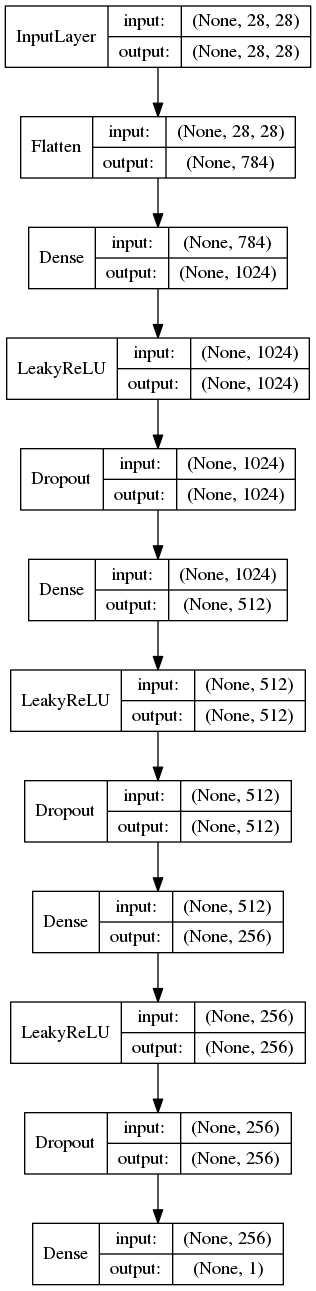 InputLayer
input: (None, 28, 28)
output: (None, 28, 28)
Flatten
input: (None, 28, 28)
output: (None, 784)
Dense
input: (None, 784)
output: (None, 1024)
LeakyReLU
input: (None, 1024)
output: (None, 1024)
Dropout
input: (None, 1024)
output: (None, 1024)
Dense
input: (None, 1024)
output: (None, 512)
LeakyReLU
input: (None, 512)
output: (None, 512)
Dropout
input: (None, 512)
output: (None, 512)
Dense
input: (None, 512)
output: (None, 256)
LeakyReLU
input: (None, 256)
output: (None, 256)
Dropout
input: (None, 256)
output: (None, 256)
Dense
input: (None, 256)
output: (None, 1)